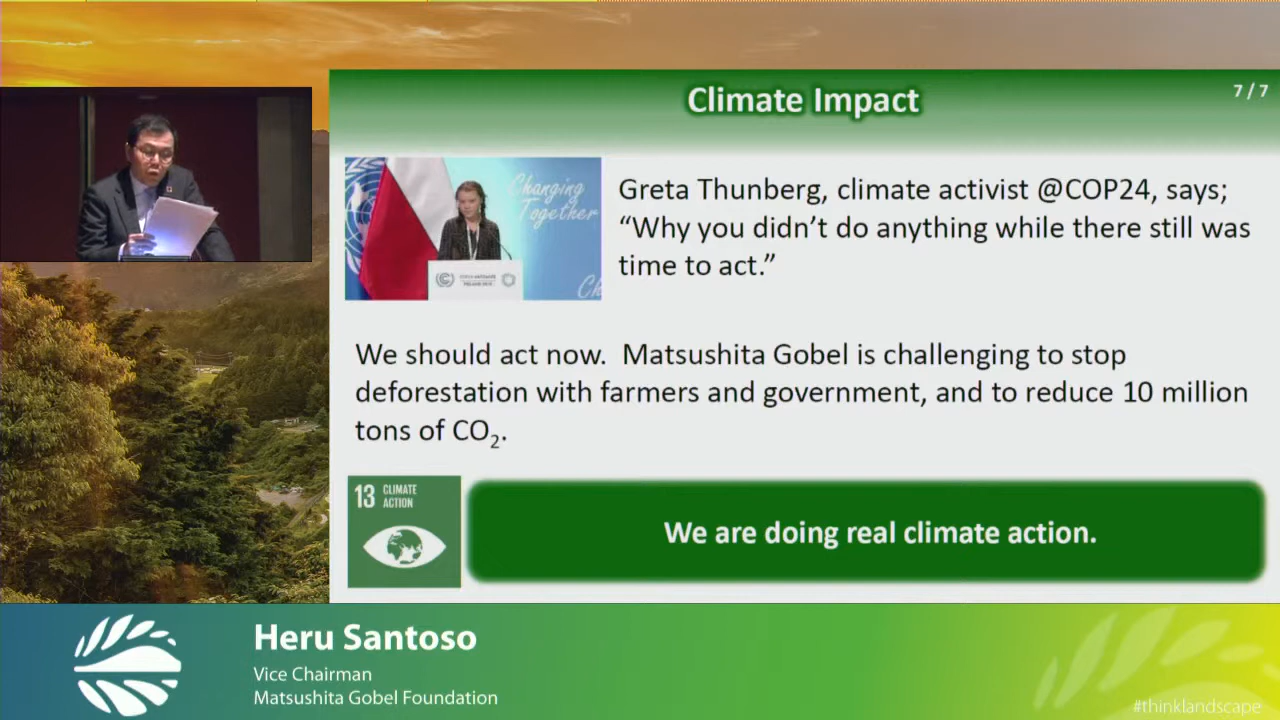 Climate Impact
7 / 7
Changing
Together
Greta Thunberg, climate activist @COP24, says;
“Why you didn’t do anything while there still was
time to act.”
We should act now. Matsushita Gobel is challenging to stop
deforestation with farmers and government, and to reduce 10 million
tons of CO₂.
13 CLIMATE
ACTION
We are doing real climate action.
Heru Santoso
Vice Chairman
Matsushita Gobel Foundation
#thinklandscape